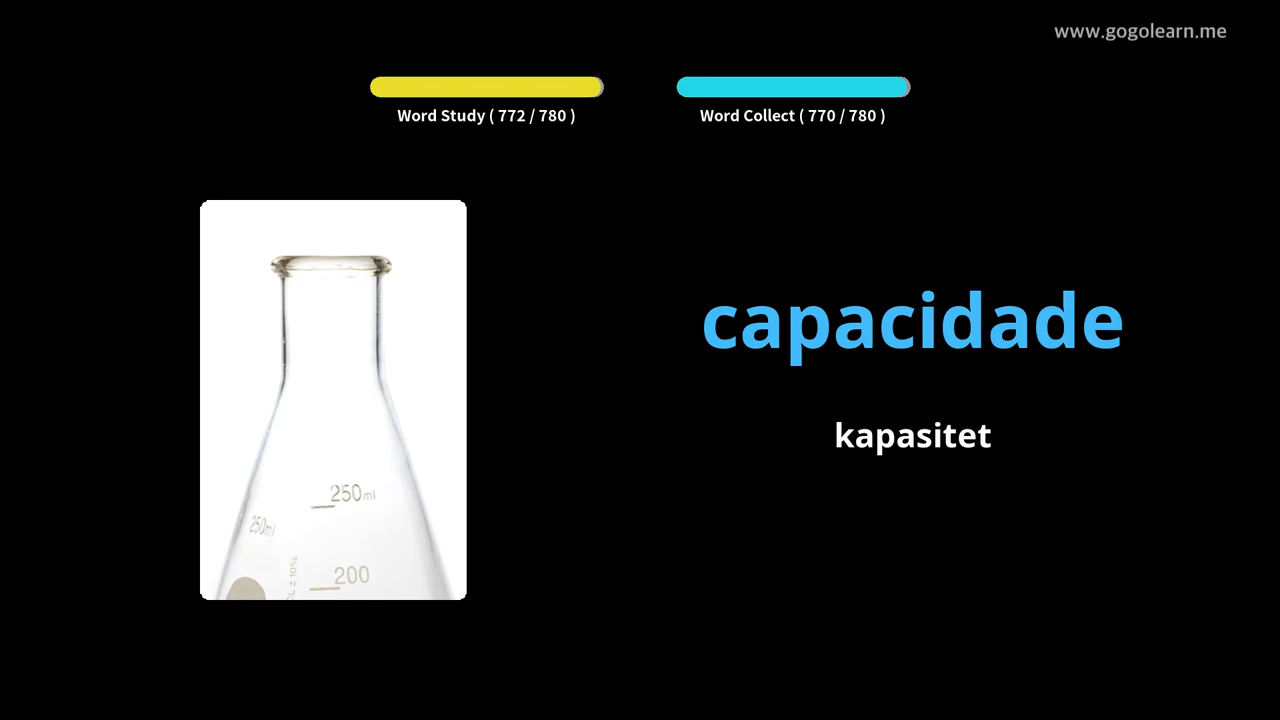 www.gogolearn.me
Word Study ( 772 / 780 )
Word Collect ( 770 / 780 )
capacidade
kapasitet
250ml
250ml
200